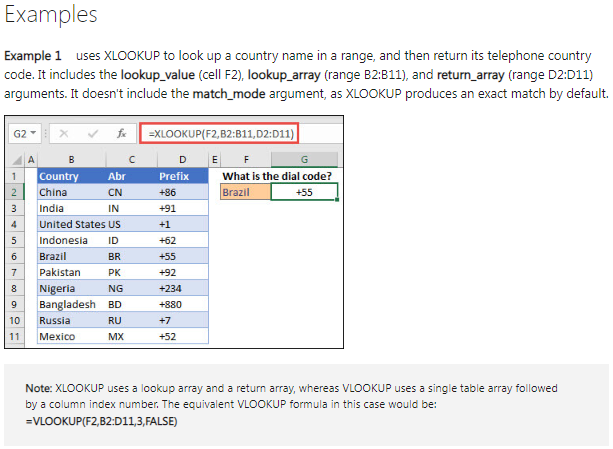 Examples
Example 1 uses XLOOKUP to look up a country name in a range, and then return its telephone country
code. It includes the lookup_value (cell F2), lookup_array (range B2:B11), and return_array (range D2:D11)
arguments. It doesn't include the match_mode argument, as XLOOKUP produces an exact match by default.
G2 fx =XLOOKUP(F2,B2:B11,D2:D11)
A B C D E F G
1 Country Abr Prefix What is the dial code?
2 China CN +86 Brazil +55
3 India IN +91
4 United States US +1
5 Indonesia ID +62
6 Brazil BR +55
7 Pakistan PK +92
8 Nigeria NG +234
9 Bangladesh BD +880
10 Russia RU +7
11 Mexico MX +52
Note: XLOOKUP uses a lookup array and a return array, whereas VLOOKUP uses a single table array followed
by a column index number. The equivalent VLOOKUP formula in this case would be:
=VLOOKUP(F2,B2:D11,3,FALSE)